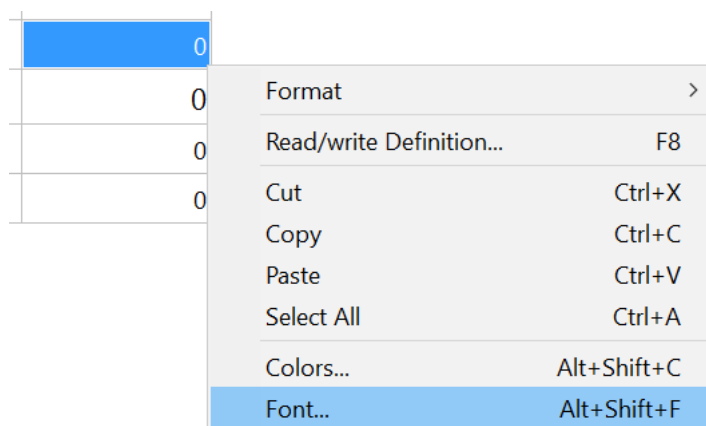 0
0
0
0
Format
Read/write Definition... F8
Cut Ctrl+X
Copy Ctrl+C
Paste Ctrl+V
Select All Ctrl+A
Colors... Alt+Shift+C
Font... Alt+Shift+F